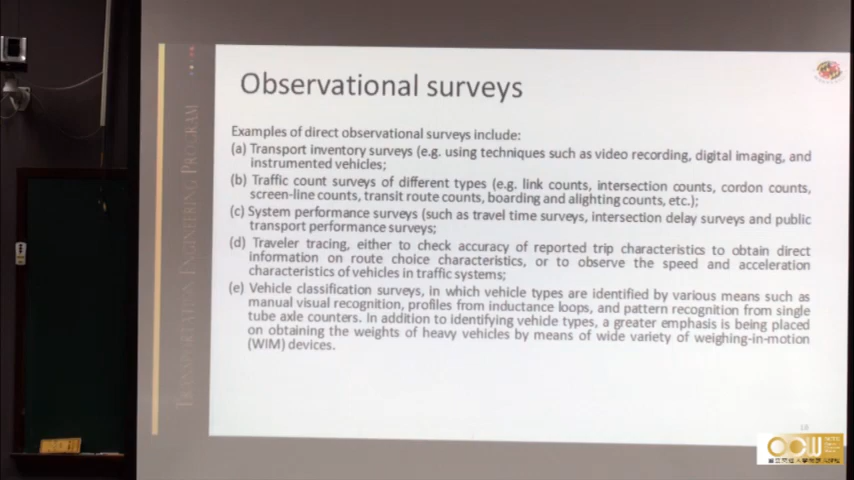 Observational surveys
Examples of direct observational surveys include:
(a) Transport inventory surveys (e.g. using techniques such as video recording, digital imaging, and
instrumented vehicles;
(b) Traffic count surveys of different types (e.g. link counts, intersection counts, cordon counts,
screen-line counts, transit route counts, boarding and alighting counts, etc.);
(c) System performance surveys (such as travel time surveys, intersection delay surveys and public
transport performance surveys;
(d) Traveler tracing, either to check accuracy of reported trip characteristics to obtain direct
information on route choice characteristics, or to observe the speed and acceleration
characteristics of vehicles in traffic systems;
(e) Vehicle classification surveys, in which vehicle types are identified by various means such as
manual visual recognition, profiles from inductance loops, and pattern recognition from single
tube axle counters. In addition to identifying vehicle types, a greater emphasis is being placed
on obtaining the weights of heavy vehicles by means of wide variety of weighing-in-motion
(WIM) devices.
TRANSPORTATION ENGINEERING PROGRAM
18
OCW